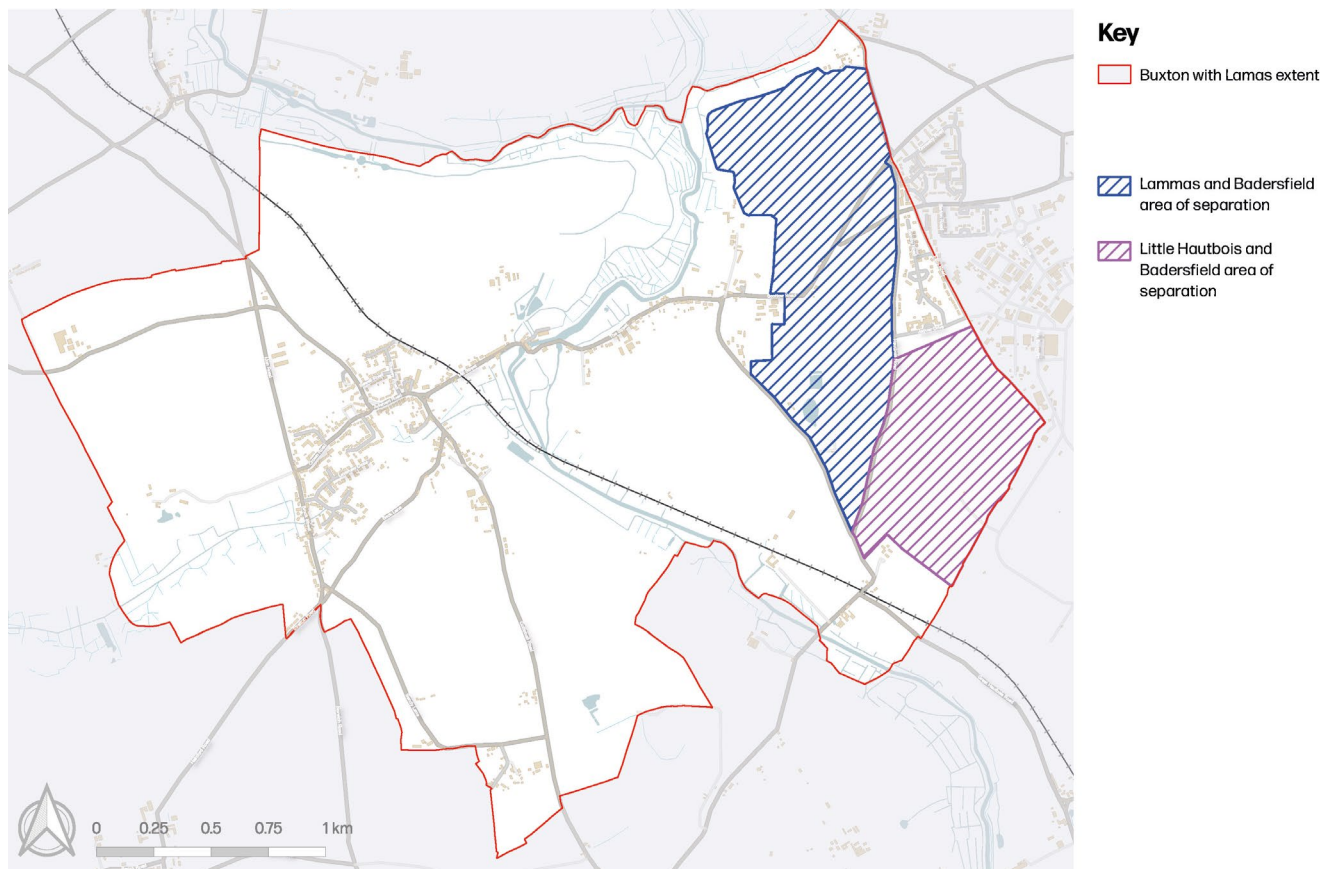 Key
Buxton with Lamas extent
Lammas and Badersfield
area of separation
Little Hautbois and
Badersfield area of
separation
0 0.25 0.5 0.75 1 km